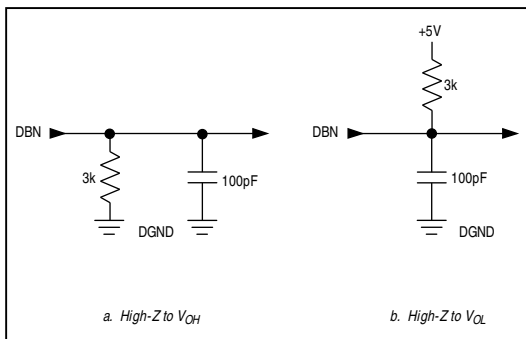 +5V
3k
DBN
DBN
3k
100pF
100pF
DGND
DGND
a. High-Z to VOH
b. High-Z to VOL